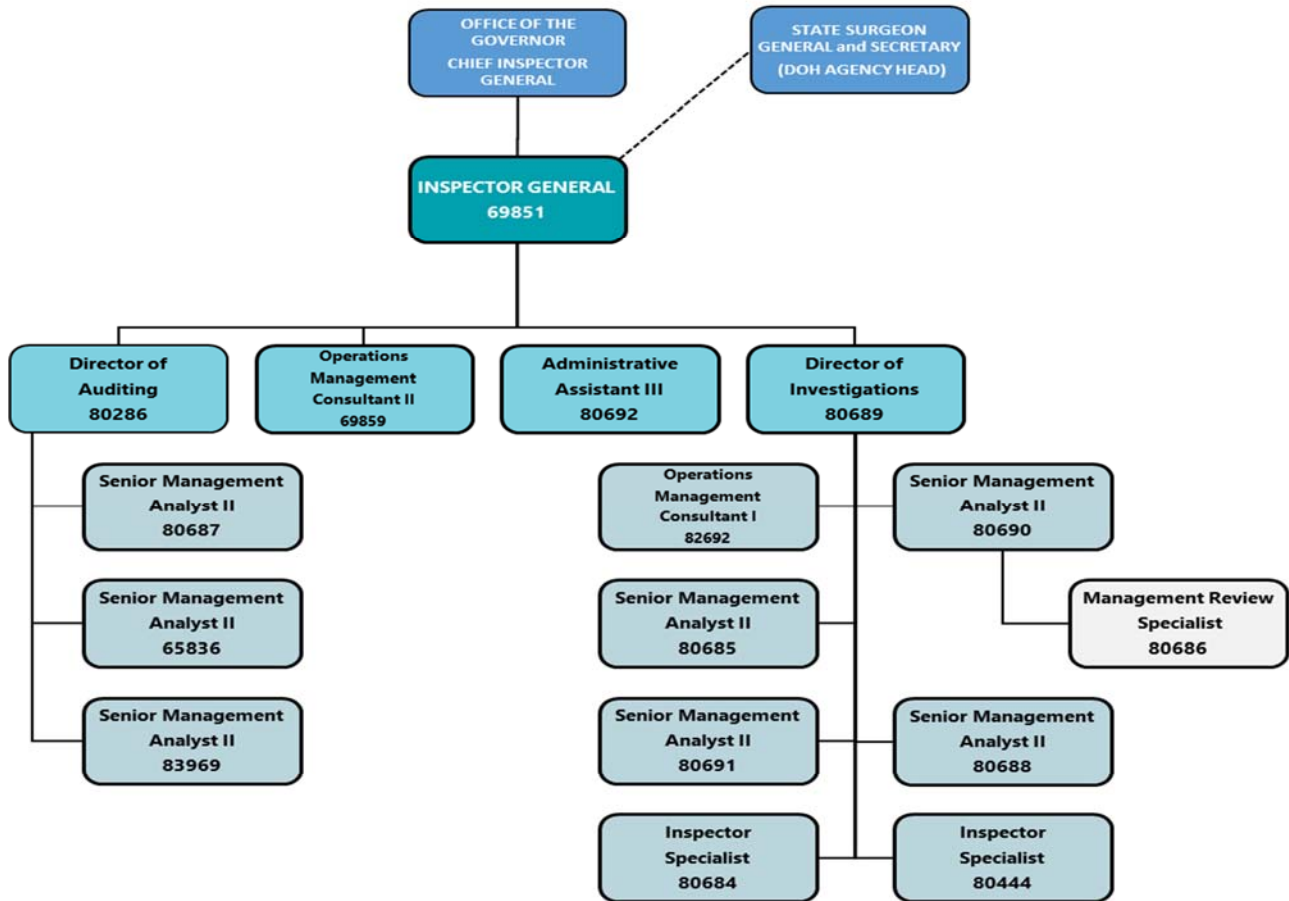 OFFICE OF THE
GOVERNOR
CHIEF INSPECTOR
GENERAL
STATE SURGEON
GENERAL and SECRETARY
(DOH AGENCY HEAD)
INSPECTOR GENERAL
69851
Director of
Auditing
80286
Operations
Management
Consultant II
69859
Administrative
Assistant III
80692
Director of
Investigations
80689
Senior Management
Analyst II
80687
Senior Management
Analyst II
65836
Senior Management
Analyst II
83969
Operations
Management
Consultant I
82692
Senior Management
Analyst II
80690
Senior Management
Analyst II
80685
Management Review
Specialist
80686
Senior Management
Analyst II
80691
Senior Management
Analyst II
80688
Inspector
Specialist
80684
Inspector
Specialist
80444